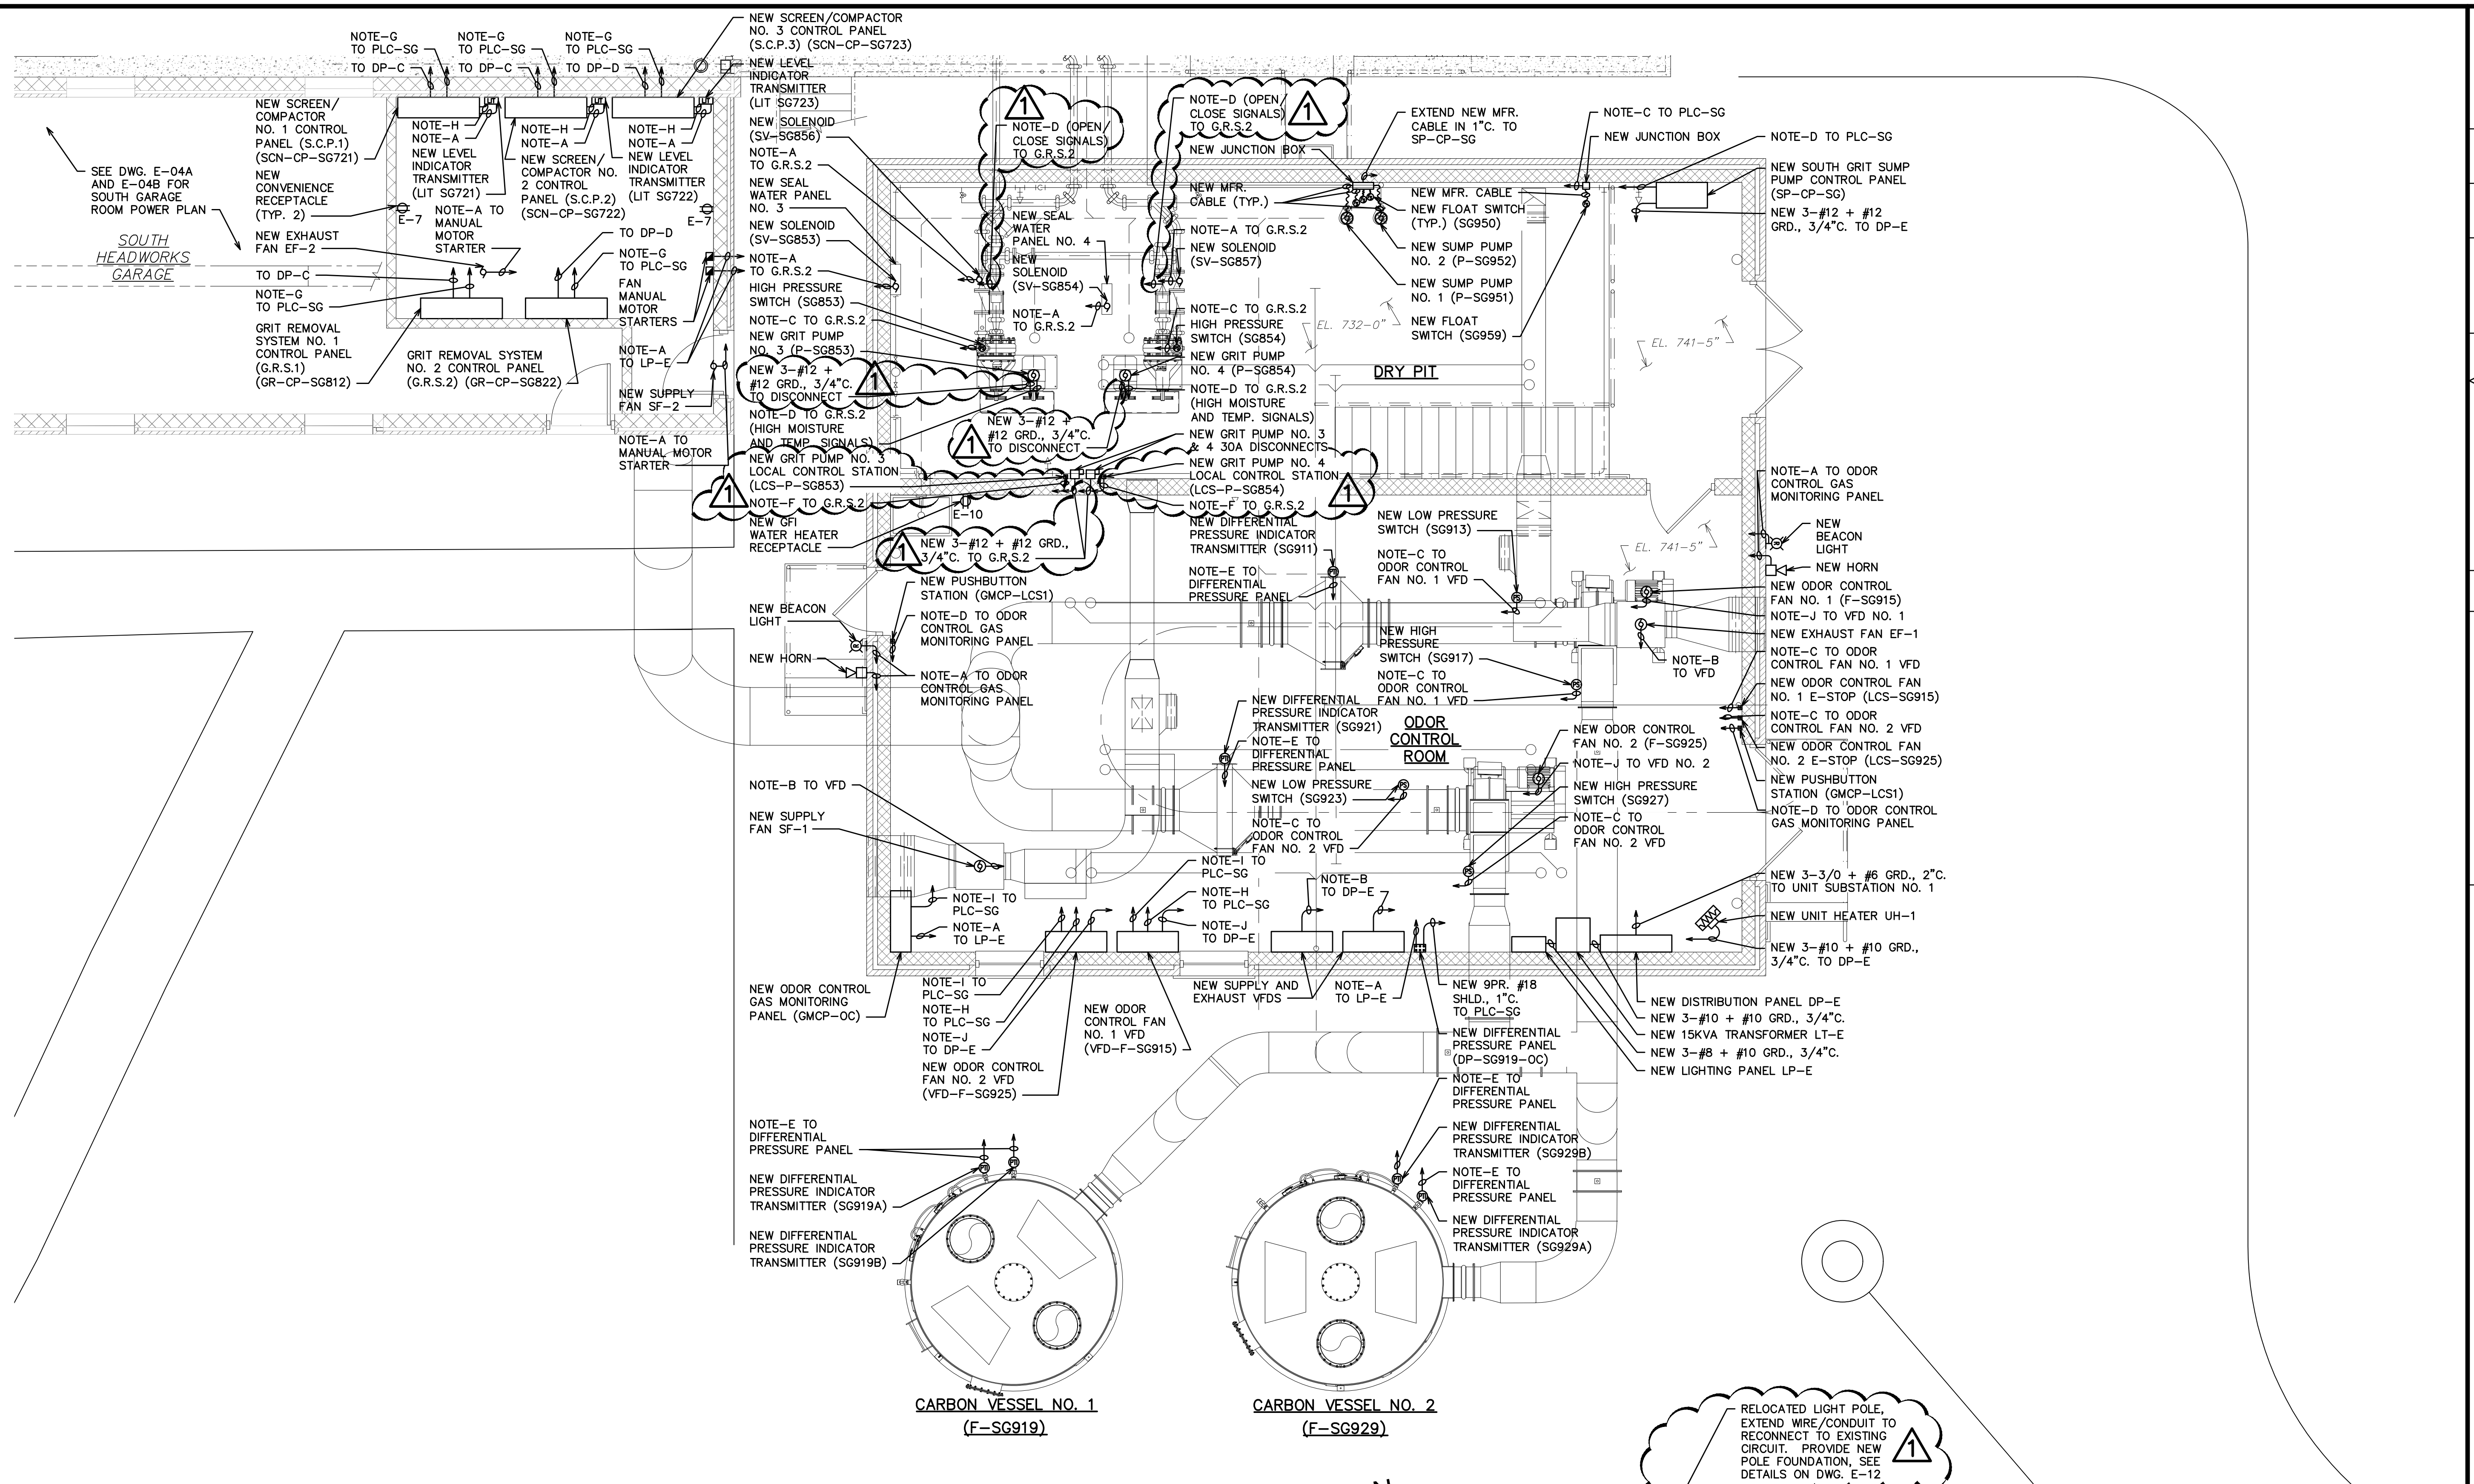 NOTE-G
TO PLC-SG
TO DP-C
NOTE-G
TO PLC-SG
TO DP-C
NOTE-G
TO PLC-SG
TO DP-D
NEW SCREEN/COMPACTOR
NO. 3 CONTROL PANEL
(S.C.P.3) (SCN-CP-SG723)
NEW LEVEL
INDICATOR
TRANSMITTER
(LIT SG723)
NEW SOLENOID
(SV-SG856)
NOTE-A
TO G.R.S.2
NEW SEAL
WATER PANEL
NO. 3
NEW SOLENOID
(SV-SG853)
NOTE-A
TO G.R.S.2
HIGH PRESSURE
SWITCH (SG853)
NOTE-C TO G.R.S.2
NEW GRIT PUMP
NO. 3 (P-SG853)
NEW 3-#12 +
#12 GRD., 3/4"C.
TO DISCONNECT
1
NOTE-D TO G.R.S.2
(HIGH MOISTURE
AND TEMP. SIGNALS)
NEW GRIT PUMP NO. 3
LOCAL CONTROL STATION
(LCS-P-SG853)
1
NOTE-F TO G.R.S.2
NEW GFI
WATER HEATER
RECEPTACLE
E-10
NEW SCREEN/
COMPACTOR
NO. 1 CONTROL
PANEL (S.C.P.1)
(SCN-CP-SG721)
NEW
CONVENIENCE
RECEPTACLE
(TYP. 2)
NEW EXHAUST
FAN EF-2
TO DP-C
NOTE-G
TO PLC-SG
GRIT REMOVAL
SYSTEM NO. 1
CONTROL PANEL
(G.R.S.1)
(GR-CP-SG812)
SEE DWG. E-04A
AND E-04B FOR
SOUTH GARAGE
ROOM POWER PLAN
SOUTH
HEADWORKS
GARAGE
LIT
NOTE-H
NOTE-A
NEW LEVEL
INDICATOR
TRANSMITTER
(LIT SG721)
E-7
NOTE-A TO
MANUAL
MOTOR
STARTER
LIT
NOTE-H
NOTE-A
NEW SCREEN/
COMPACTOR NO.
2 CONTROL
PANEL (S.C.P.2)
(SCN-CP-SG722)
LIT
NOTE-H
NOTE-A
NEW LEVEL
INDICATOR
TRANSMITTER
(LIT SG722)
E-7
TO DP-D
NOTE-G
TO PLC-SG
FAN
MANUAL
MOTOR
STARTERS
GRIT REMOVAL SYSTEM
NO. 2 CONTROL PANEL
(G.R.S.2) (GR-CP-SG822)
NOTE-A
TO LP-E
NEW SUPPLY
FAN SF-2
NOTE-A TO
MANUAL MOTOR
STARTER
1
NOTE-D (OPEN/
CLOSE SIGNALS)
TO G.R.S.2
NEW SEAL
WATER
PANEL NO. 4
NEW
SOLENOID
(SV-SG854)
NOTE-A
TO G.R.S.2
NEW 3-#12 +
#12 GRD., 3/4"C.
TO DISCONNECT
1
NEW 3-#12 + #12 GRD.,
3/4"C. TO G.R.S.2
1
NOTE-D (OPEN/
CLOSE SIGNALS)
TO G.R.S.2
1
NEW JUNCTION BOX
NEW MFR.
CABLE (TYP.)
NOTE-A TO G.R.S.2
NEW SOLENOID
(SV-SG857)
NOTE-C TO G.R.S.2
HIGH PRESSURE
SWITCH (SG854)
NEW GRIT PUMP
NO. 4 (P-SG854)
NOTE-D TO G.R.S.2
(HIGH MOISTURE
AND TEMP. SIGNALS)
NEW GRIT PUMP NO. 3
& 4 30A DISCONNECTS
NEW GRIT PUMP NO. 4
LOCAL CONTROL STATION
(LCS-P-SG854)
1
NOTE-F TO G.R.S.2
NEW DIFFERENTIAL
PRESSURE INDICATOR
TRANSMITTER (SG911)
NOTE-E TO
DIFFERENTIAL
PRESSURE PANEL
EXTEND NEW MFR.
CABLE IN 1"C. TO
SP-CP-SG
NEW MFR. CABLE
NEW FLOAT SWITCH
(TYP.) (SG950)
NEW SUMP PUMP
NO. 2 (P-SG952)
NEW SUMP PUMP
NO. 1 (P-SG951)
NEW FLOAT
SWITCH (SG959)
EL. 732-0"
DRY PIT
NOTE-C TO PLC-SG
NEW JUNCTION BOX
NOTE-D TO PLC-SG
NEW SOUTH GRIT SUMP
PUMP CONTROL PANEL
(SP-CP-SG)
NEW 3-#12 + #12
GRD., 3/4"C. TO DP-E
EL. 741-5"
EL. 741-5"
NEW LOW PRESSURE
SWITCH (SG913)
NOTE-C TO
ODOR CONTROL
FAN NO. 1 VFD
NEW HIGH
PRESSURE
SWITCH (SG917)
NOTE-C TO
ODOR CONTROL
FAN NO. 1 VFD
NOTE-A TO ODOR
CONTROL GAS
MONITORING PANEL
NEW
BEACON
LIGHT
NEW HORN
NEW ODOR CONTROL
FAN NO. 1 (F-SG915)
NOTE-J TO VFD NO. 1
NEW EXHAUST FAN EF-1
NOTE-B
TO VFD
NOTE-C TO ODOR
CONTROL FAN NO. 1 VFD
NEW ODOR CONTROL FAN
NO. 1 E-STOP (LCS-SG915)
NOTE-C TO ODOR
CONTROL FAN NO. 2 VFD
NEW ODOR CONTROL FAN
NO. 2 E-STOP (LCS-SG925)
NEW PUSHBUTTON
STATION (GMCP-LCS1)
NOTE-D TO ODOR CONTROL
GAS MONITORING PANEL
NEW PUSHBUTTON
STATION (GMCP-LCS1)
NOTE-D TO ODOR
CONTROL GAS
MONITORING PANEL
NOTE-A TO ODOR
CONTROL GAS
MONITORING PANEL
NEW BEACON
LIGHT
NEW HORN
NOTE-B TO VFD
NEW SUPPLY
FAN SF-1
NEW DIFFERENTIAL
PRESSURE INDICATOR
TRANSMITTER (SG921)
NOTE-E TO
DIFFERENTIAL
PRESSURE PANEL
NEW LOW PRESSURE
SWITCH (SG923)
NOTE-C TO
ODOR CONTROL
FAN NO. 2 VFD
ODOR
CONTROL
ROOM
NEW ODOR CONTROL
FAN NO. 2 (F-SG925)
NOTE-J TO VFD NO. 2
NEW HIGH PRESSURE
SWITCH (SG927)
NOTE-C TO
ODOR CONTROL
FAN NO. 2 VFD
NOTE-I TO
PLC-SG
NOTE-H
TO PLC-SG
NOTE-J
TO DP-E
NOTE-B
TO DP-E
NOTE-I TO
PLC-SG
NOTE-A
TO LP-E
NEW 3-3/0 + #6 GRD., 2"C.
TO UNIT SUBSTATION NO. 1
NEW UNIT HEATER UH-1
NEW 3-#10 + #10 GRD.,
3/4"C. TO DP-E
NEW ODOR CONTROL
GAS MONITORING
PANEL (GMCP-OC)
NOTE-I TO
PLC-SG
NOTE-H
TO PLC-SG
NOTE-J
TO DP-E
NEW ODOR CONTROL
FAN NO. 2 VFD
(VFD-F-SG925)
NEW ODOR
CONTROL FAN
NO. 1 VFD
(VFD-F-SG915)
NEW SUPPLY AND
EXHAUST VFDS
NOTE-A
TO LP-E
NEW 9PR. #18
SHLD., 1"C.
TO PLC-SG
NEW DIFFERENTIAL
PRESSURE PANEL
(DP-SG919-OC)
NOTE-E TO
DIFFERENTIAL
PRESSURE PANEL
NEW DIFFERENTIAL
PRESSURE INDICATOR
TRANSMITTER (SG929B)
NOTE-E TO
DIFFERENTIAL
PRESSURE PANEL
NEW DIFFERENTIAL
PRESSURE INDICATOR
TRANSMITTER (SG929A)
NEW DISTRIBUTION PANEL DP-E
NEW 3-#10 + #10 GRD., 3/4"C.
NEW 15KVA TRANSFORMER LT-E
NEW 3-#8 + #10 GRD., 3/4"C.
NEW LIGHTING PANEL LP-E
NOTE-E TO
DIFFERENTIAL
PRESSURE PANEL
NEW DIFFERENTIAL
PRESSURE INDICATOR
TRANSMITTER (SG919A)
NEW DIFFERENTIAL
PRESSURE INDICATOR
TRANSMITTER (SG919B)
CARBON VESSEL NO. 1
(F-SG919)
CARBON VESSEL NO. 2
(F-SG929)
RELOCATED LIGHT POLE,
EXTEND WIRE/CONDUIT TO
RECONNECT TO EXISTING
CIRCUIT. PROVIDE NEW
POLE FOUNDATION, SEE
DETAILS ON DWG. E-12
1